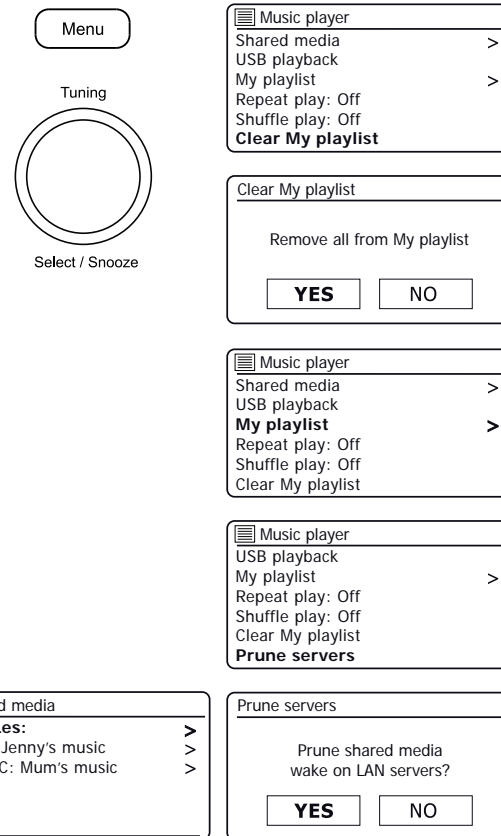 Menu
Tuning
Select / Snooze
Music player
Shared media >
USB playback
My playlist >
Repeat play: Off
Shuffle play: Off
Clear My playlist
Clear My playlist
Remove all from My playlist
YES NO
Music player
Shared media >
USB playback
My playlist >
Repeat play: Off
Shuffle play: Off
Clear My playlist
Music player
USB playback
My playlist >
Repeat play: Off
Shuffle play: Off
Clear My playlist
Prune servers
media
>
Jenny's music >
Mum's music >
Prune servers
Prune shared media
wake on LAN servers?
YES NO